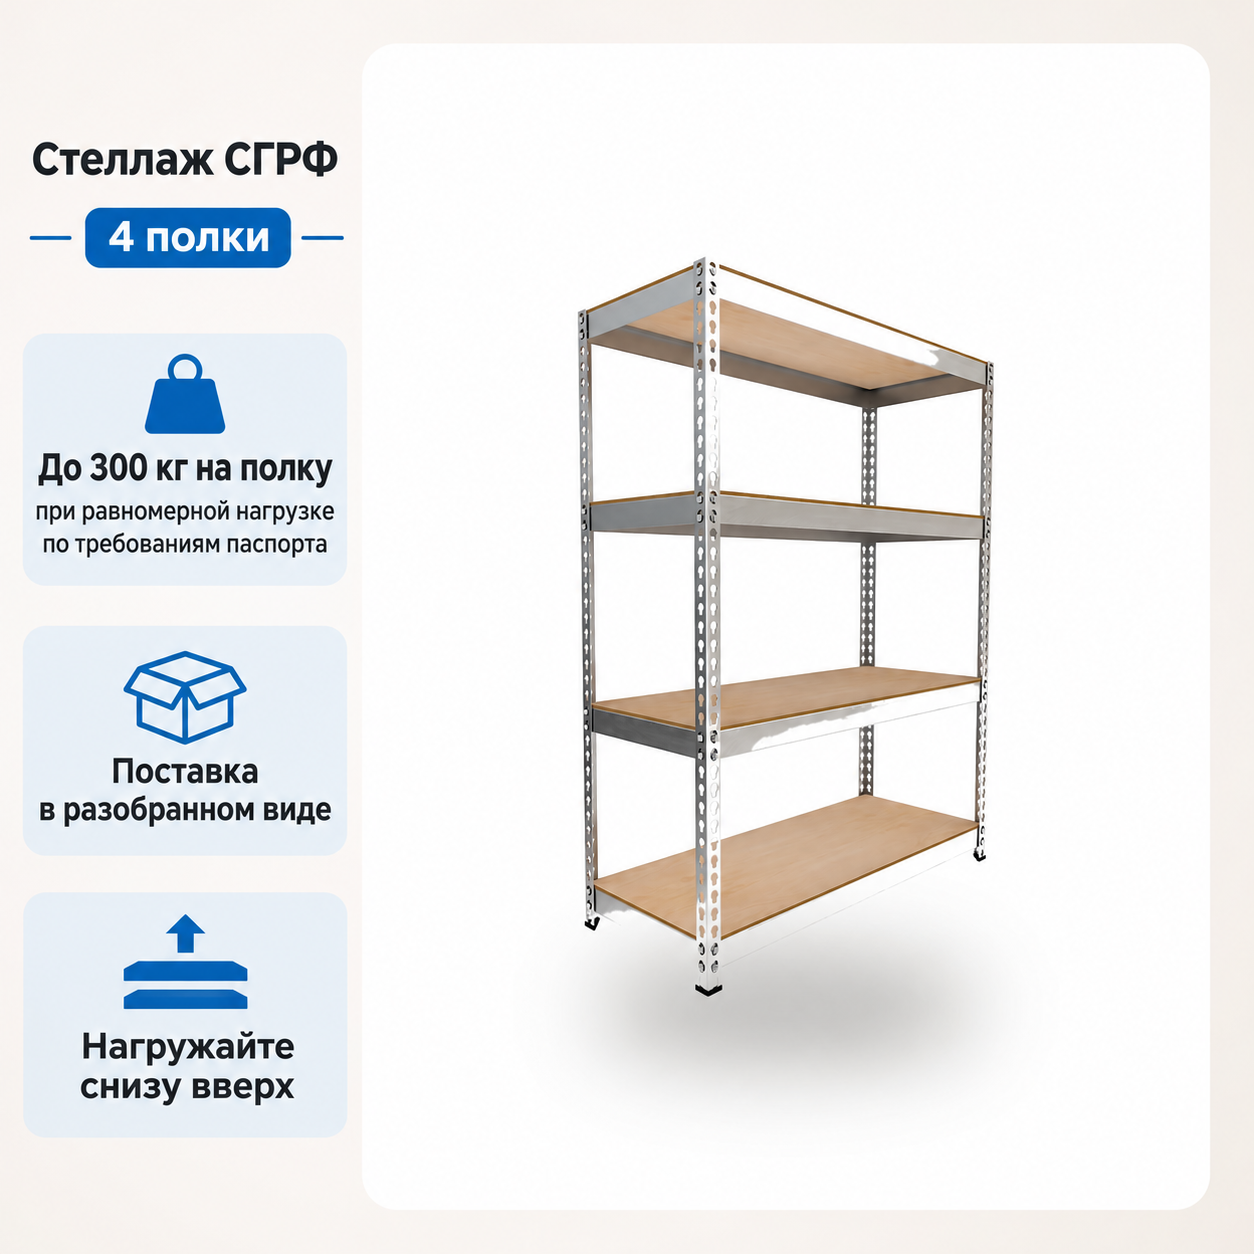 Стеллаж СГРФ
4 полки
До 300 кг на полку
при равномерной нагрузке
по требованиям паспорта
Поставка
в разобранном виде
Нагружайте
снизу вверх